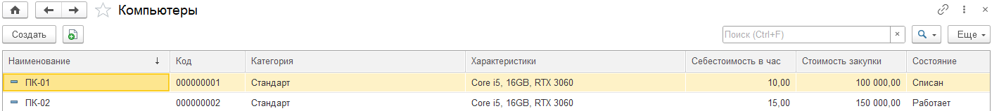 Компьютеры
Создать Поиск (Ctrl+F) × Еще
Наименование ↓ Код Категория Характеристики Себестоимость в час Стоимость закупки Состояние
ПК-01 000000001 Стандарт Core i5, 16GB, RTX 3060 10,00 100 000,00 Списан
ПК-02 000000002 Стандарт Core i5, 16GB, RTX 3060 15,00 150 000,00 Работает